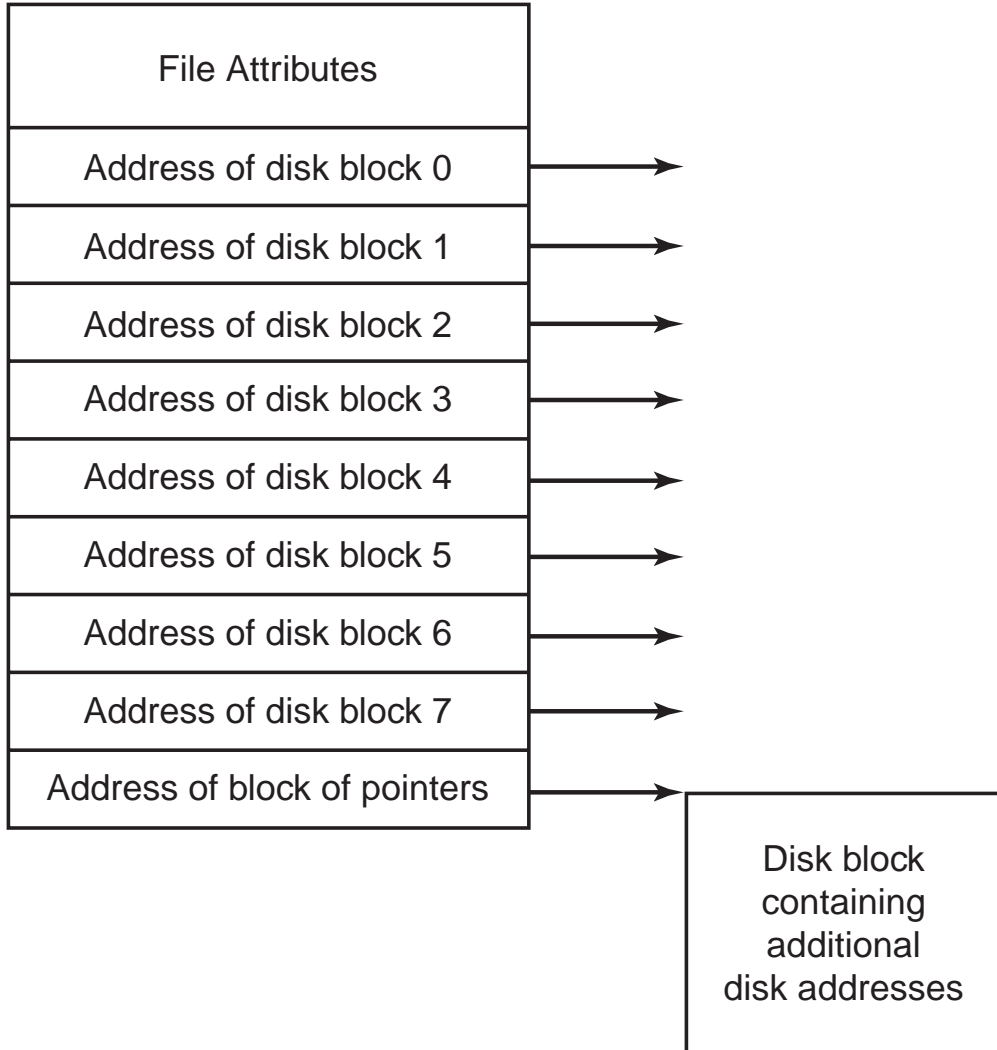 File Attributes
Address of disk block 0
Address of disk block 1
Address of disk block 2
Address of disk block 3
Address of disk block 4
Address of disk block 5
Address of disk block 6
Address of disk block 7
Address of block of pointers
Disk block
containing
additional
disk addresses